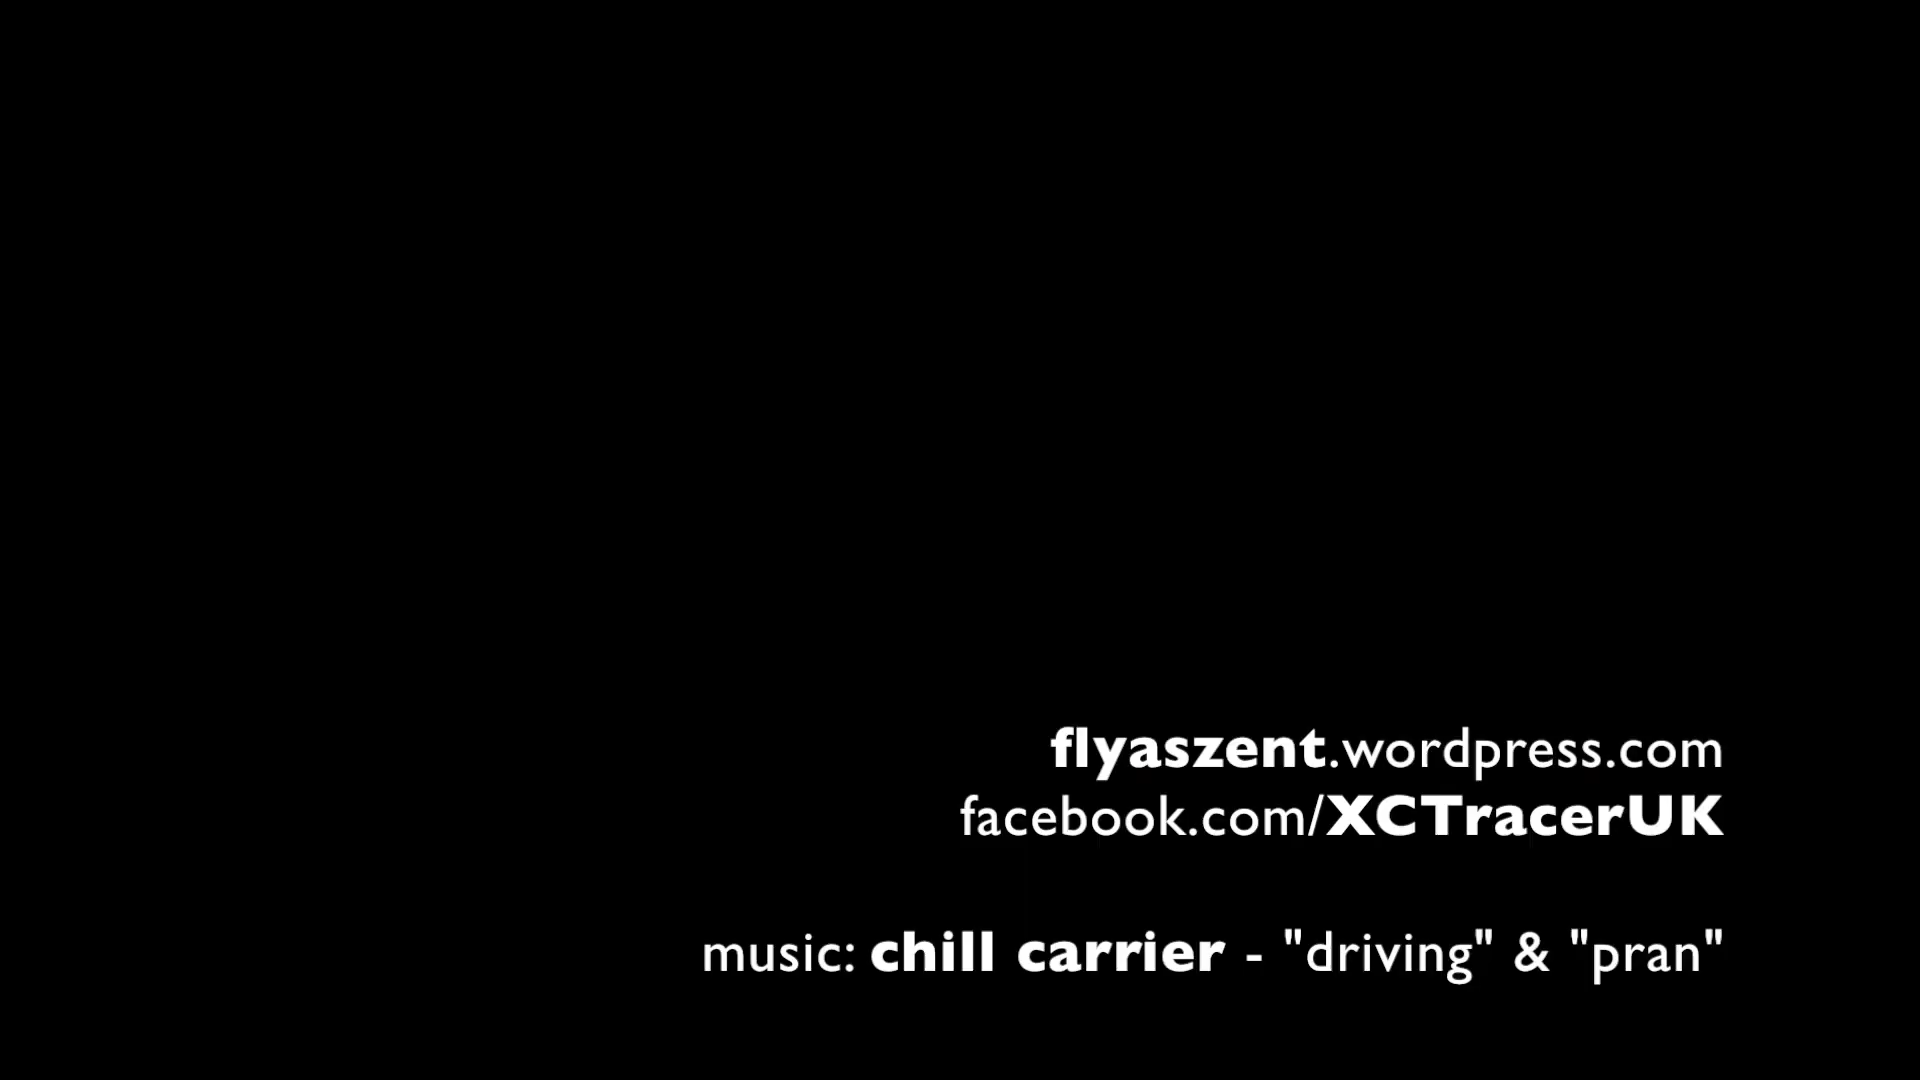 flyaszent.wordpress.com
facebook.com/XCTracerUK
music: chill carrier - "driving" & "pran"